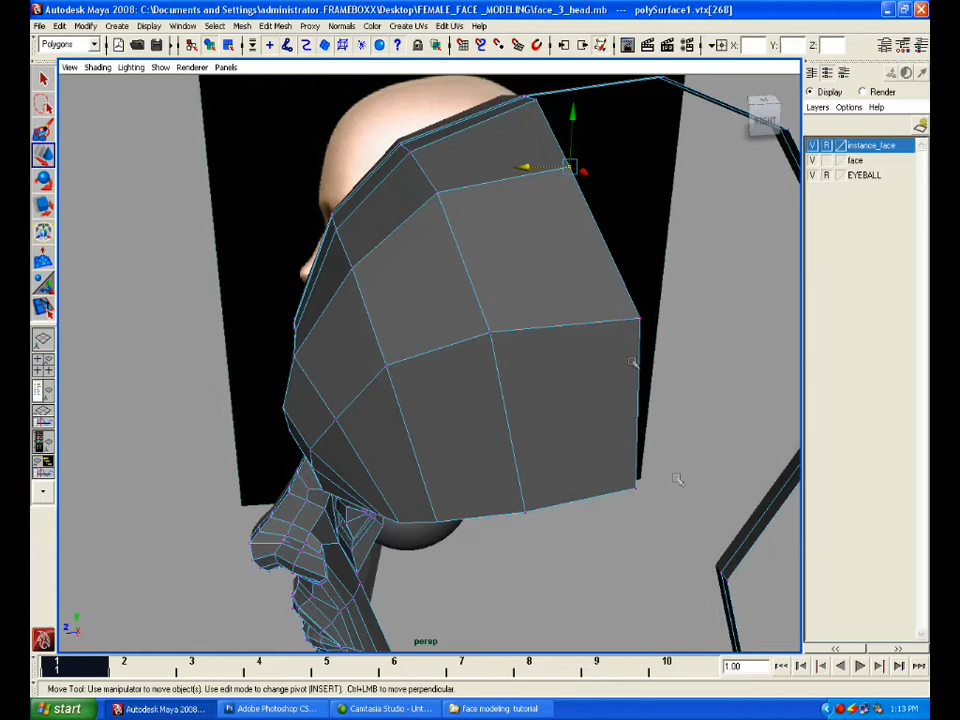 Autodesk Maya 2008: C:\Documents and Settings\administrator.FRAMEBOXX\Desktop\FEMALE_FACE _MODELING\face_3_head.mb --- polySurface1.vtx[268]
File Edit Modify Create Display Window Select Mesh Edit Mesh Proxy Normals Color Create UVs Edit UVs Help
Polygons X: Y: Z:
View Shading Lighting Show Renderer Panels
Display Render
Layers Options Help
RIGHT
V R instance_face
V face
V R EYEBALL
y
z x
persp
1 2 3 4 5 6 7 8 9 10 1.00
1
Move Tool: Use manipulator to move object(s). Use edit mode to change pivot (INSERT). Ctrl+LMB to move perpendicular.
start Autodesk Maya 2008... Adobe Photoshop CS... Camtasia Studio - Unt... face modeling tutorial 1:13 PM